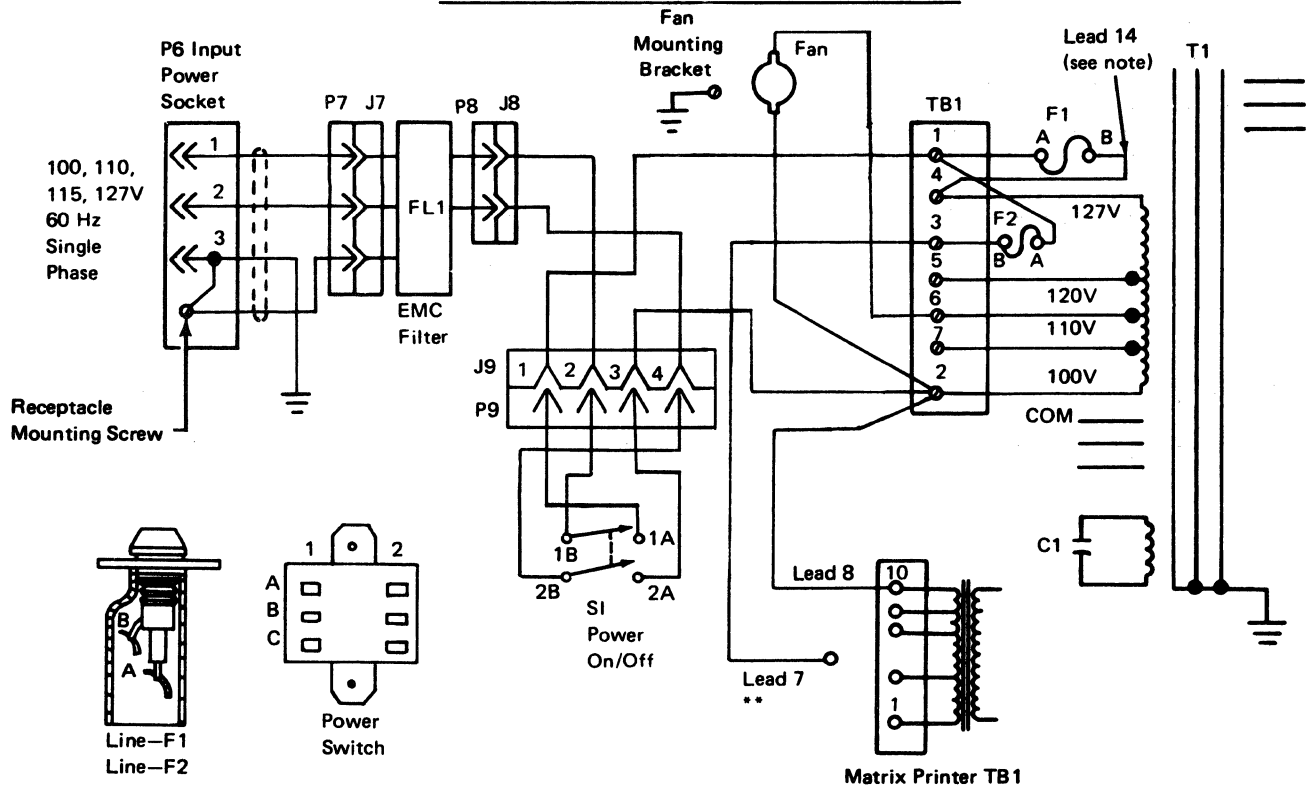 Fan
Mounting
Bracket
Fan
Lead 14
(see note)
T1
P6 Input
Power
Socket
P7 J7
P8 J8
TB1
F1
A
B
1
4
127V
3
F2
B
A
5
120V
6
110V
7
100V
2
COM
1
2
3
100, 110,
115, 127V
60 Hz
Single
Phase
FL1
EMC
Filter
J9
1 2 3 4
P9
Receptacle
Mounting Screw
1B
1A
2B
2A
SI
Power
On/Off
C1
Lead 8
10
1
Lead 7
**
Matrix Printer TB1
B
A
Line—F1
Line—F2
1 2
A
B
C
Power
Switch